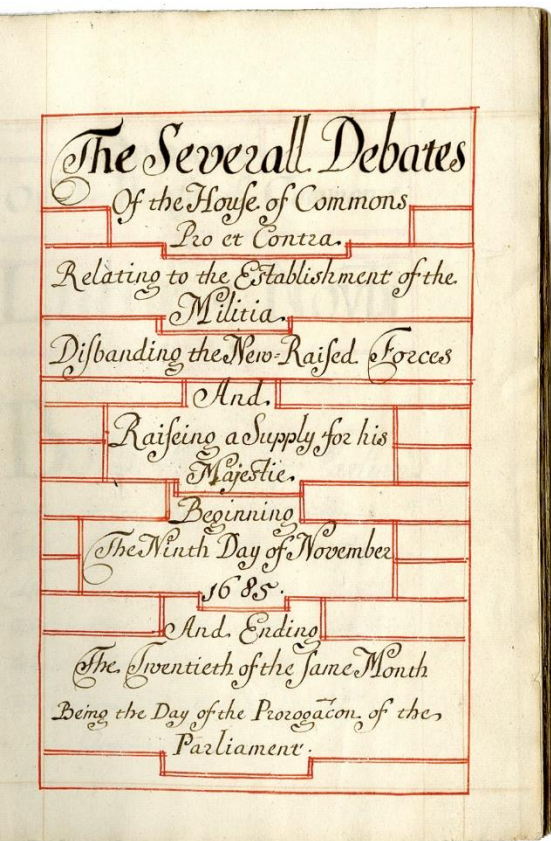 The Severall Debates
Of the House of Commons
Pro et Contra.
Relating to the Establishment of the
Militia.
Diſbanding the New-Raiſed Forces
And.
Raiſeing a Supply for his
Majestie.
Beginning
The Ninth Day of November
1685.
And Ending
The Twentieth of the ſame Month
Being the Day of the Prorogac̃on of the
Parliament.